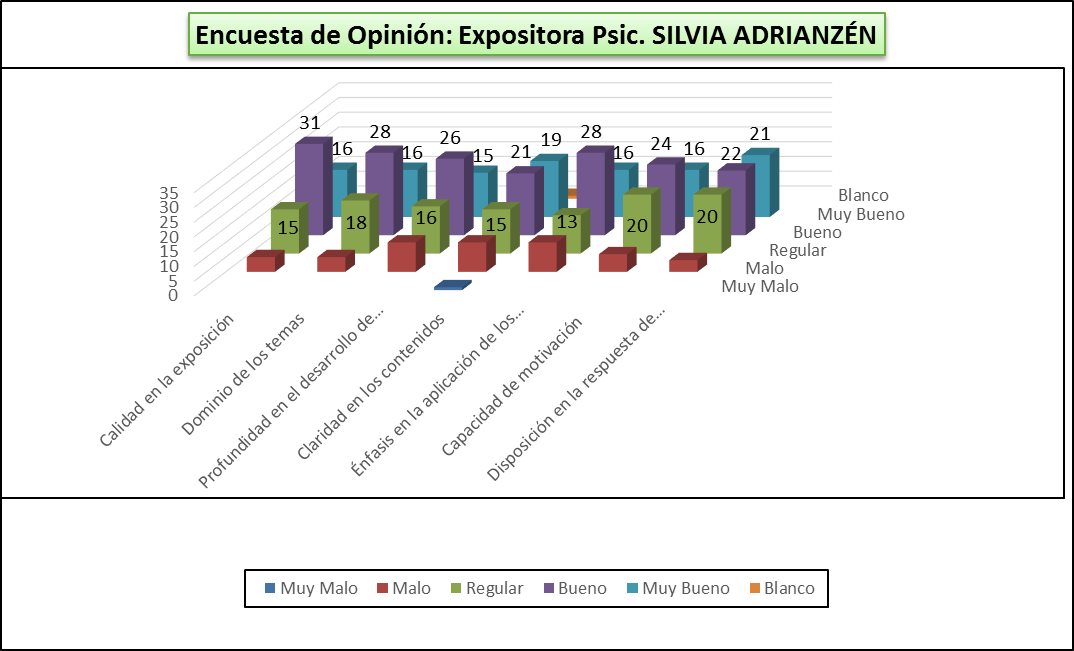 Encuesta de Opinión: Expositora Psic. SILVIA ADRIANZÉN
31 28 26 21 28 24 22
16 16 15 19 16 16 21
15 18 16 15 13 20 20
35
30
25
20
15
10
5
0
Blanco
Muy Bueno
Bueno
Regular
Malo
Muy Malo
Calidad en la exposición
Dominio de los temas
Profundidad en el desarrollo de...
Claridad en los contenidos
Énfasis en la aplicación de los...
Capacidad de motivación
Disposición en la respuesta de...
Muy Malo Malo Regular Bueno Muy Bueno Blanco